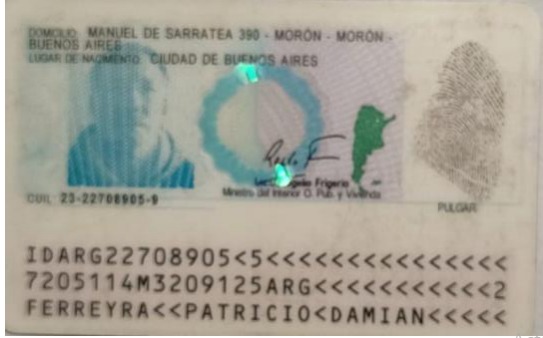 DOMICILIO: MANUEL DE SARRATEA 390 - MORÓN - MORÓN -
BUENOS AIRES
LUGAR DE NACIMIENTO: CIUDAD DE BUENOS AIRES
Frigerio
Ministro del Interior O. Pub. y Vivienda
CUIL: 23-22708905-9
PULGAR
IDARG22708905<5<<<<<<<<<<<<<<<
7205114M3209125ARG<<<<<<<<<<<2
FERREYRA<<PATRICIO<DAMIAN<<<<<